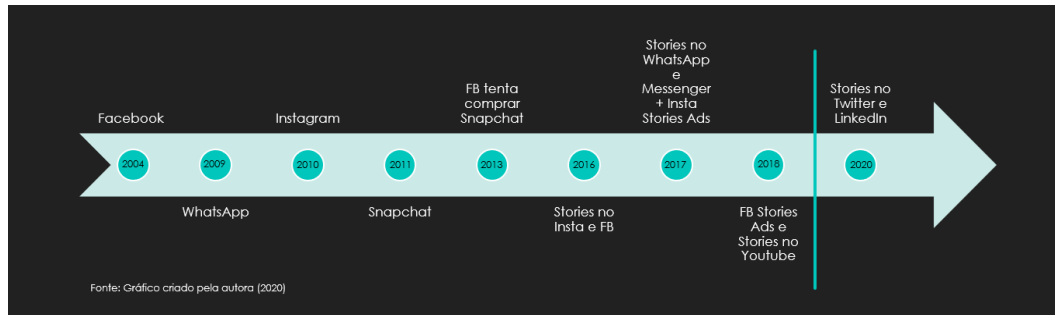 Stories no
WhatsApp
e
Messenger
+ Insta
Stories Ads
FB tenta
comprar
Snapchat
Stories no
Twitter e
LinkedIn
Facebook
Instagram
2004
2009
2010
2011
2013
2016
2017
2018
2020
WhatsApp
Snapchat
Stories no
Insta e FB
FB Stories
Ads e
Stories no
Youtube
Fonte: Gráfico criado pela autora (2020)